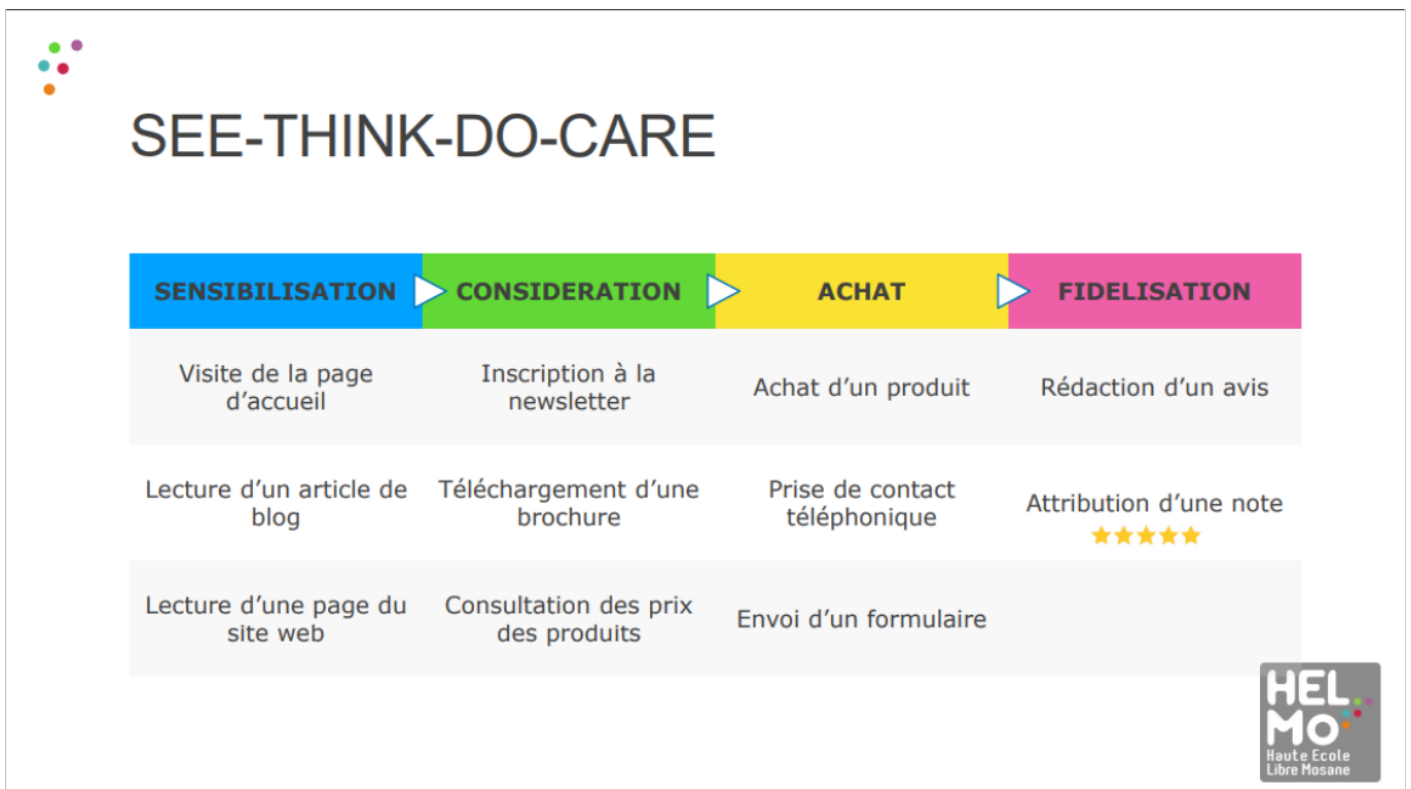 SEE-THINK-DO-CARE
SENSIBILISATION
CONSIDERATION
ACHAT
FIDELISATION
Visite de la page
d’accueil
Inscription à la
newsletter
Achat d’un produit
Rédaction d’un avis
Lecture d’un article de
blog
Téléchargement d’une
brochure
Prise de contact
téléphonique
Attribution d’une note
Lecture d’une page du
site web
Consultation des prix
des produits
Envoi d’un formulaire
HEL
MO
Haute Ecole
Libre Mosane